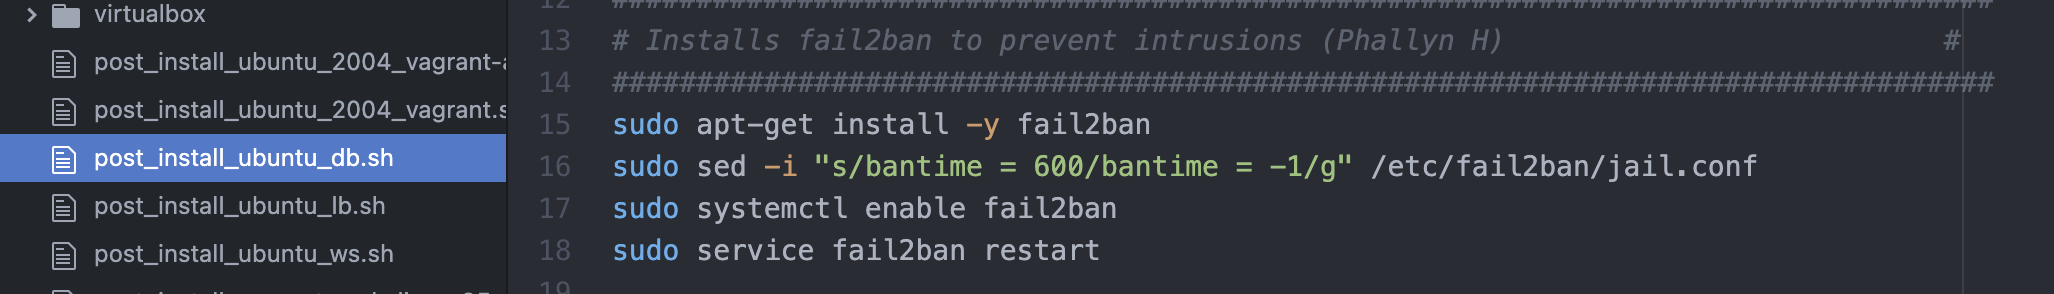 virtualbox
post_install_ubuntu_2004_vagrant-a
post_install_ubuntu_2004_vagrant.s
post_install_ubuntu_db.sh
post_install_ubuntu_lb.sh
post_install_ubuntu_ws.sh
12 ##################################################################################
13 # Installs fail2ban to prevent intrusions (Phallyn H) #
14 ##################################################################################
15 sudo apt-get install -y fail2ban
16 sudo sed -i "s/bantime = 600/bantime = -1/g" /etc/fail2ban/jail.conf
17 sudo systemctl enable fail2ban
18 sudo service fail2ban restart
19